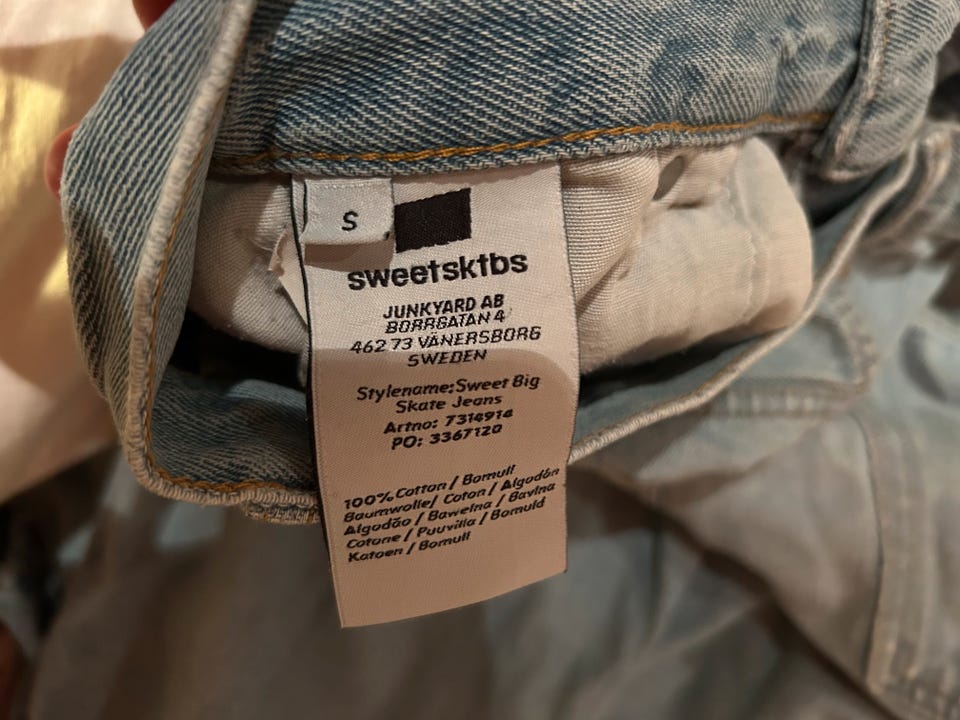 S
sweetsktbs
JUNKYARD AB
BORRGATAN 4
462 73 VÄNERSBORG
SWEDEN
Stylename:Sweet Big
Skate Jeans
Artno: 7314914
PO: 3367120
100% Cotton / Bomull
Baumwolle/ Coton / Algodón
Algodão / Bawełna / Bavlna
Cotone / Puuvilla / Bomuld
Katoen / Bomull